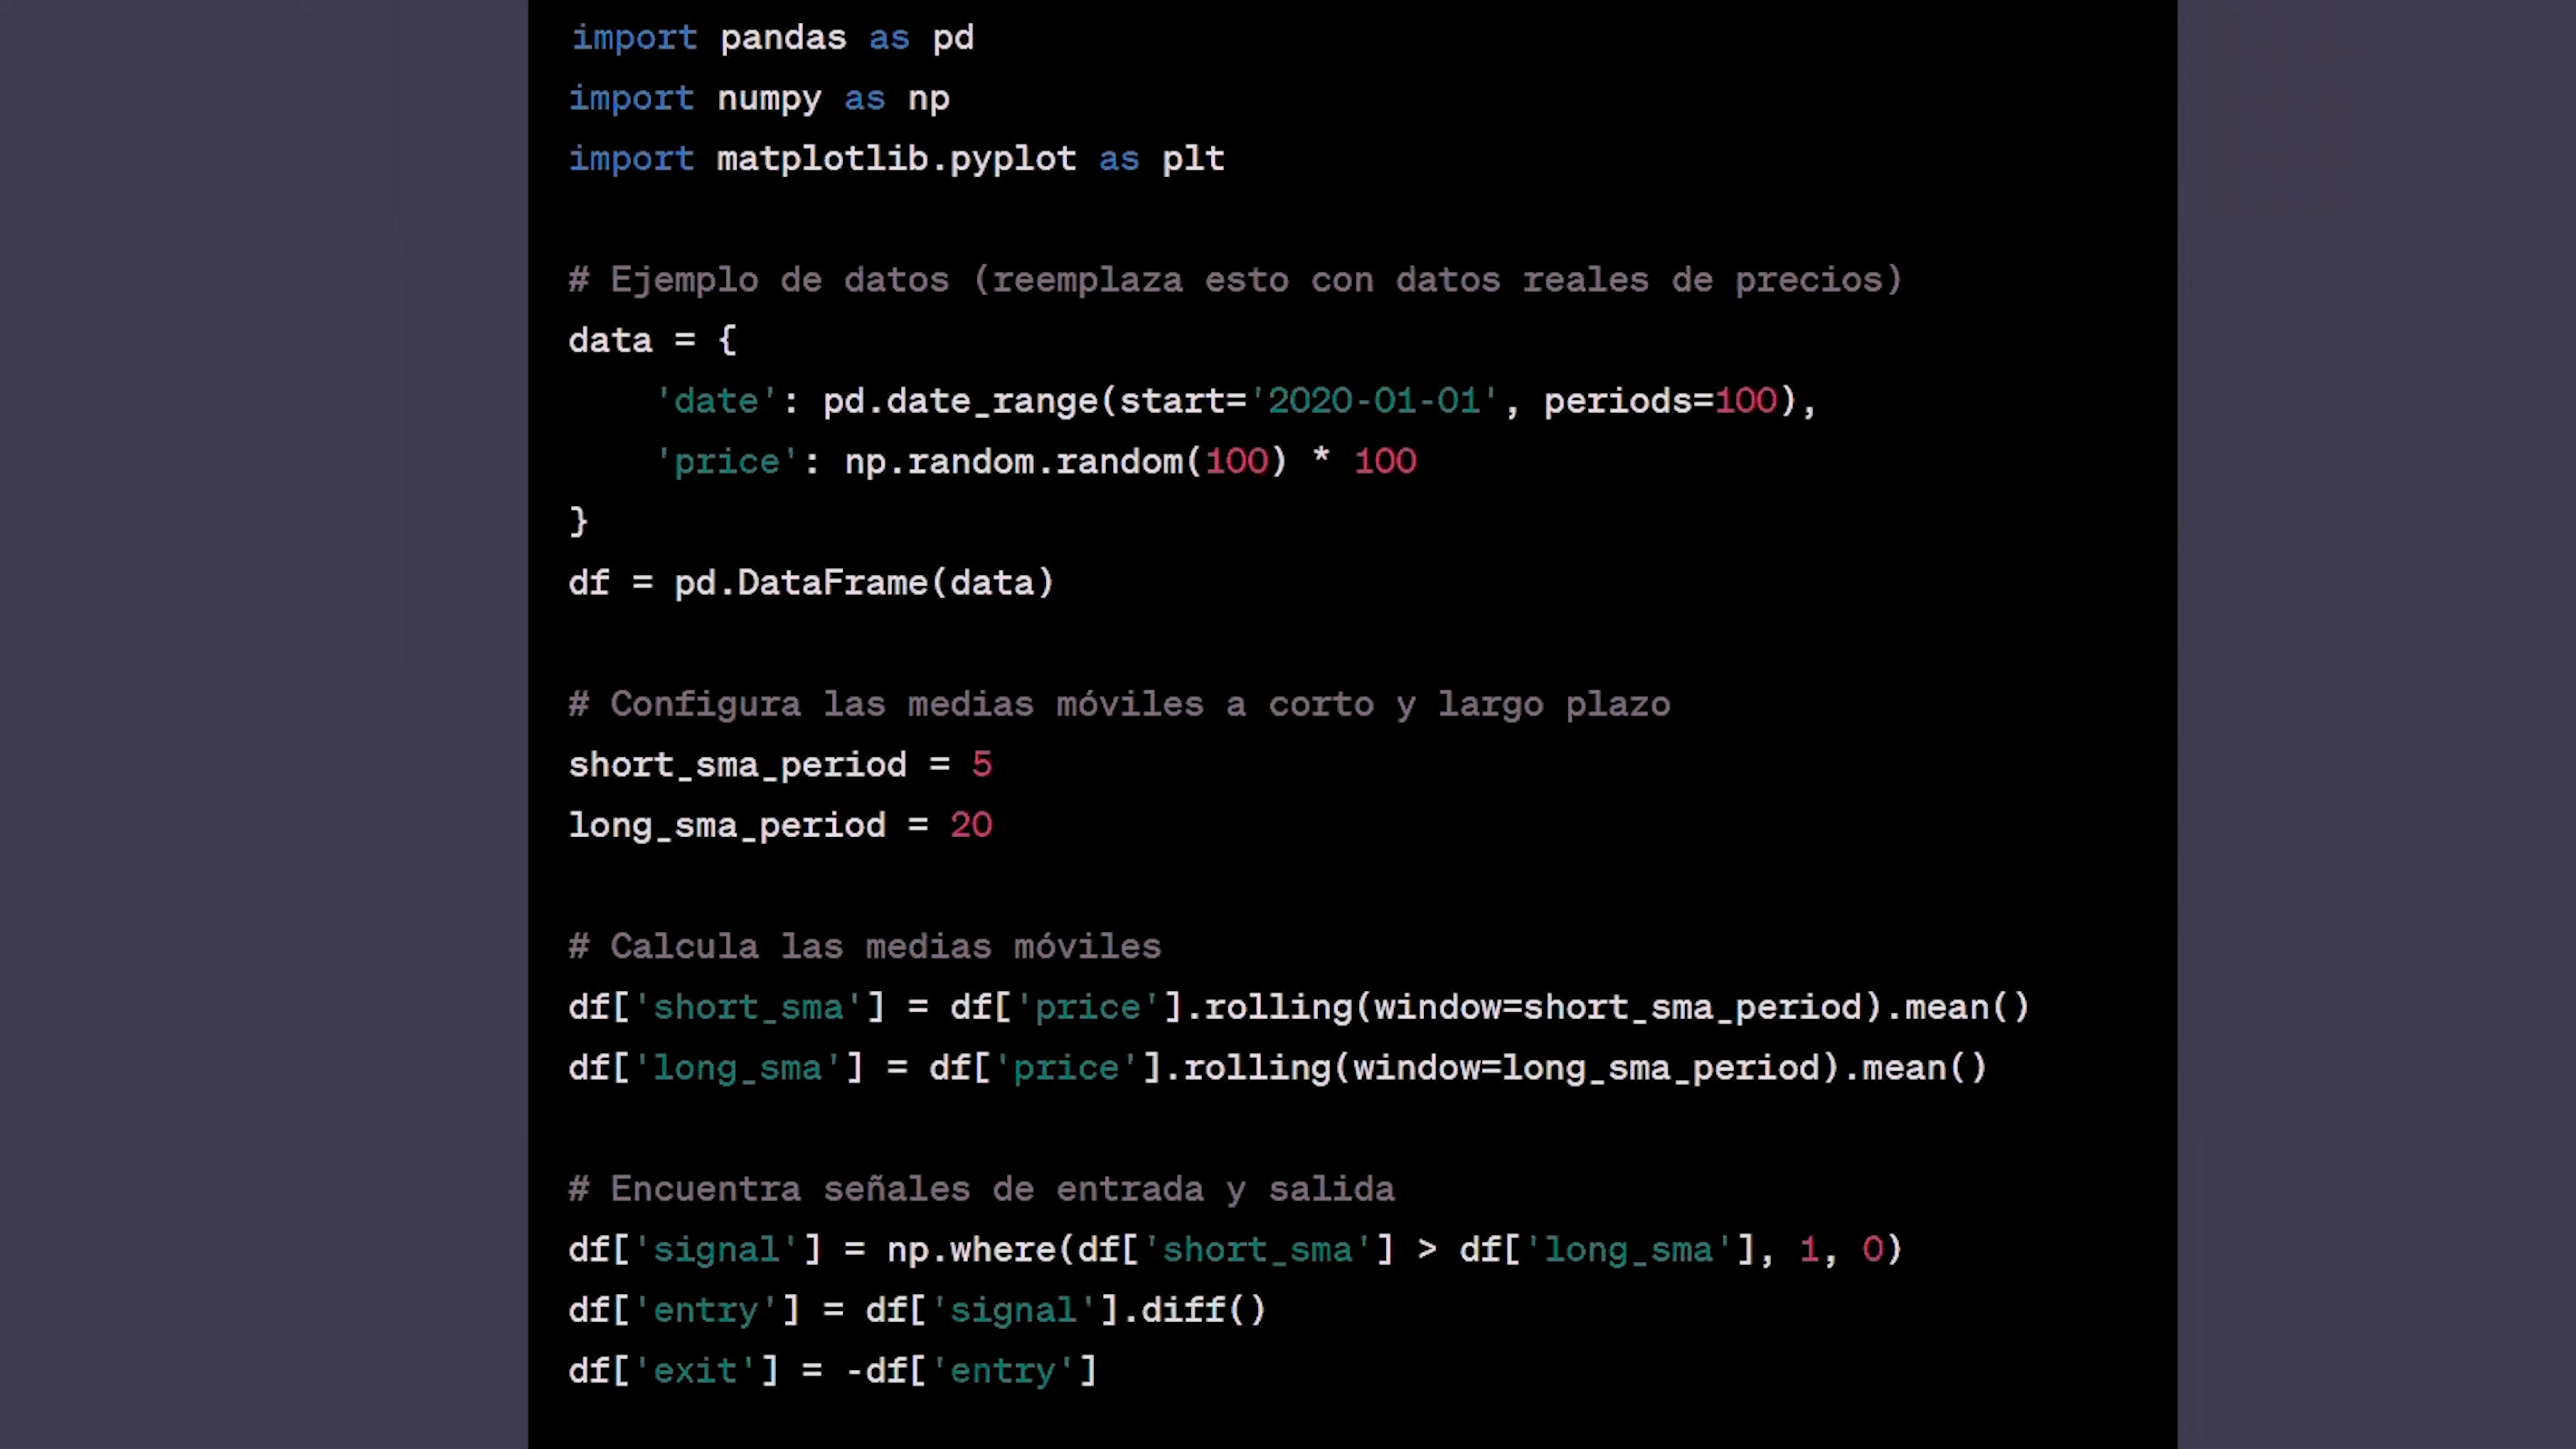 import pandas as pd
import numpy as np
import matplotlib.pyplot as plt
# Ejemplo de datos (reemplaza esto con datos reales de precios)
data = {
    'date': pd.date_range(start='2020-01-01', periods=100),
    'price': np.random.random(100) * 100
}
df = pd.DataFrame(data)
# Configura las medias móviles a corto y largo plazo
short_sma_period = 5
long_sma_period = 20
# Calcula las medias móviles
df['short_sma'] = df['price'].rolling(window=short_sma_period).mean()
df['long_sma'] = df['price'].rolling(window=long_sma_period).mean()
# Encuentra señales de entrada y salida
df['signal'] = np.where(df['short_sma'] > df['long_sma'], 1, 0)
df['entry'] = df['signal'].diff()
df['exit'] = -df['entry']